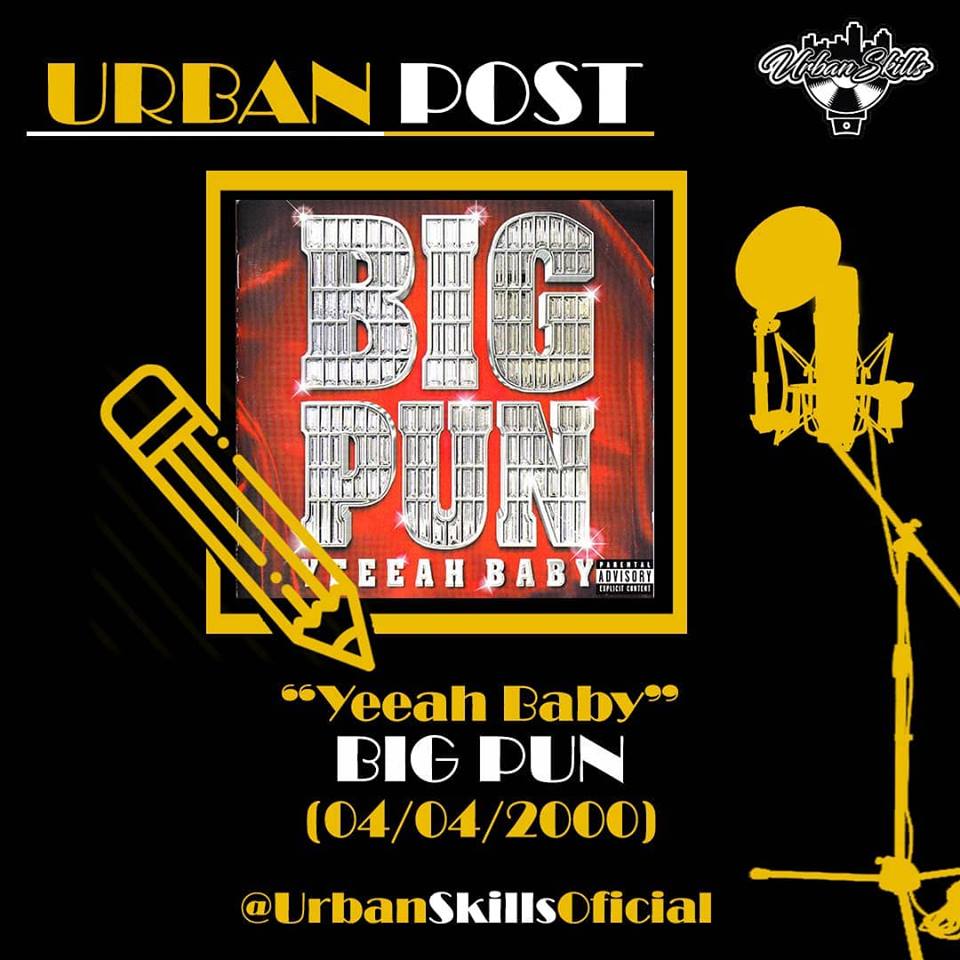 URBAN POST
Urban Skills
BIG
PUN
YEEEAH BABY
PARENTAL
ADVISORY
EXPLICIT CONTENT
“Yeeah Baby”
BIG PUN
(04/04/2000)
@UrbanSkillsOficial